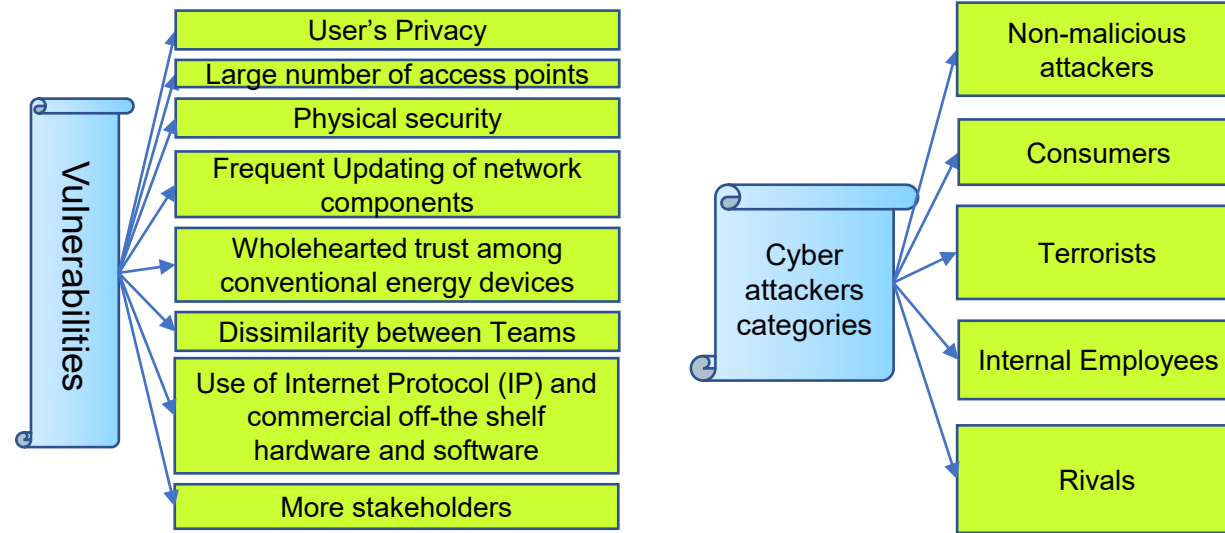 Vulnerabilities
User's Privacy
Large number of access points
Physical security
Frequent Updating of network
components
Wholehearted trust among
conventional energy devices
Dissimilarity between Teams
Use of Internet Protocol (IP) and
commercial off-the shelf
hardware and software
More stakeholders
Cyber
attackers
categories
Non-malicious
attackers
Consumers
Terrorists
Internal Employees
Rivals